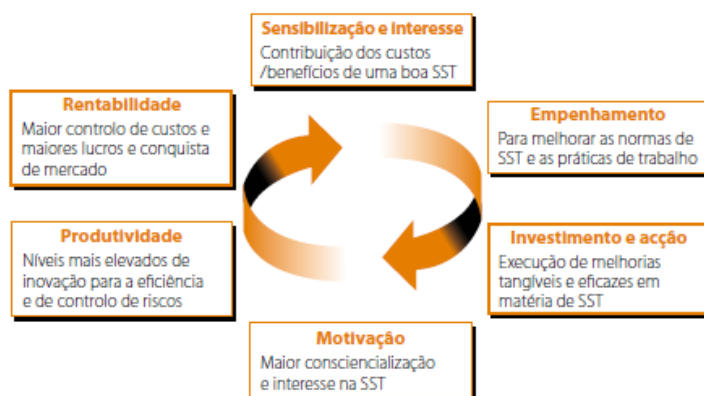 Sensibilização e interesse
Contribuição dos custos
/benefícios de uma boa SST
Empenhamento
Para melhorar as normas de
SST e as práticas de trabalho
Investimento e acção
Execução de melhorias
tangíveis e eficazes em
matéria de SST
Motivação
Maior consciencialização
e interesse na SST
Produtividade
Níveis mais elevados de
inovação para a eficiência
e de controlo de riscos
Rentabilidade
Maior controlo de custos e
maiores lucros e conquista
de mercado